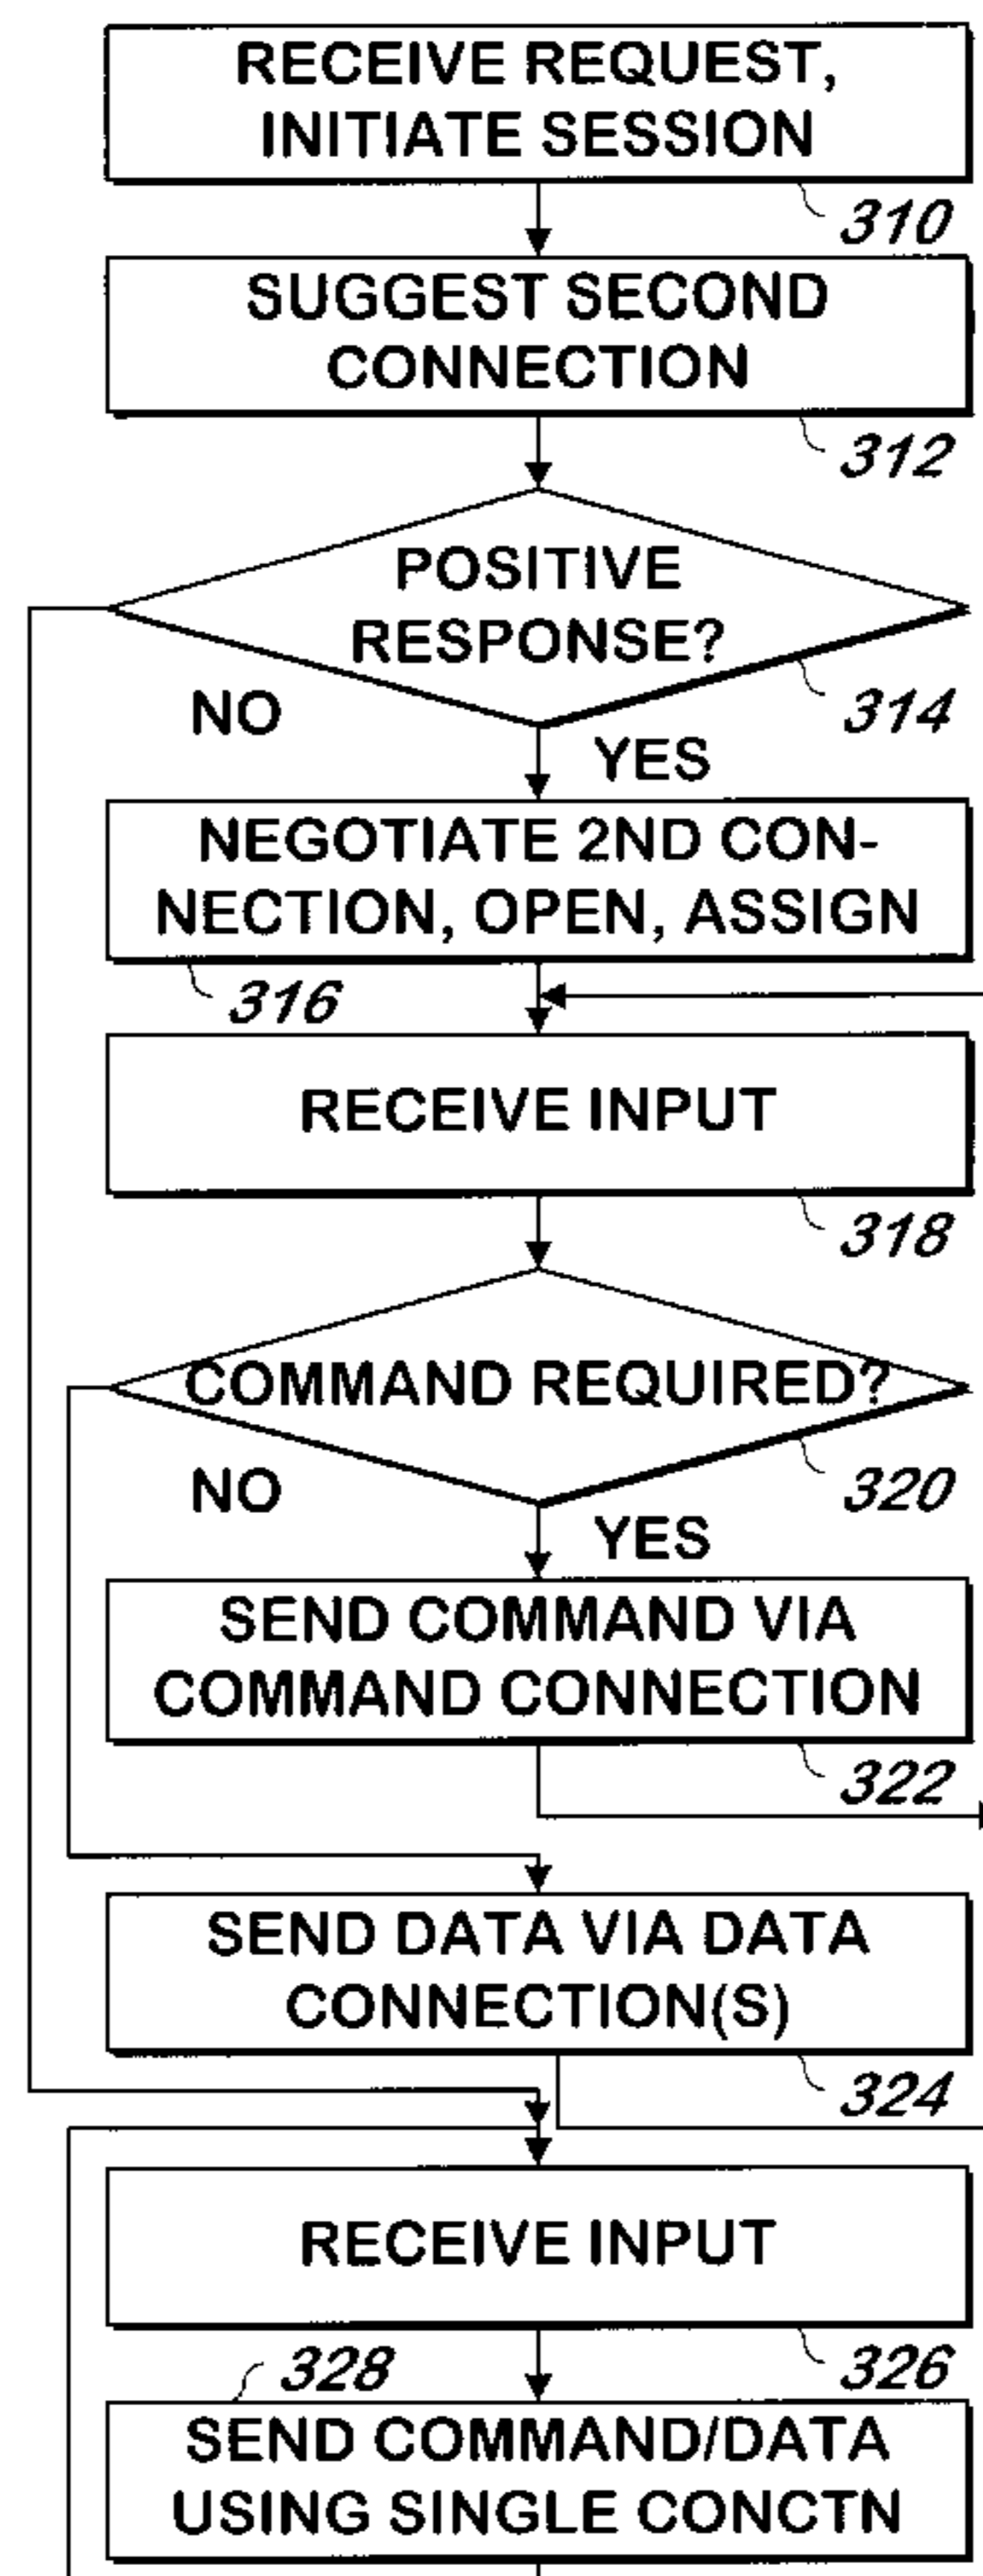 RECEIVE REQUEST,
INITIATE SESSION
310
SUGGEST SECOND
CONNECTION
312
POSITIVE
RESPONSE?
314
NO
YES
NEGOTIATE 2ND CON-
NECTION, OPEN, ASSIGN
316
RECEIVE INPUT
318
COMMAND REQUIRED?
320
NO
YES
SEND COMMAND VIA
COMMAND CONNECTION
322
SEND DATA VIA DATA
CONNECTION(S)
324
RECEIVE INPUT
326
328
SEND COMMAND/DATA
USING SINGLE CONCTN